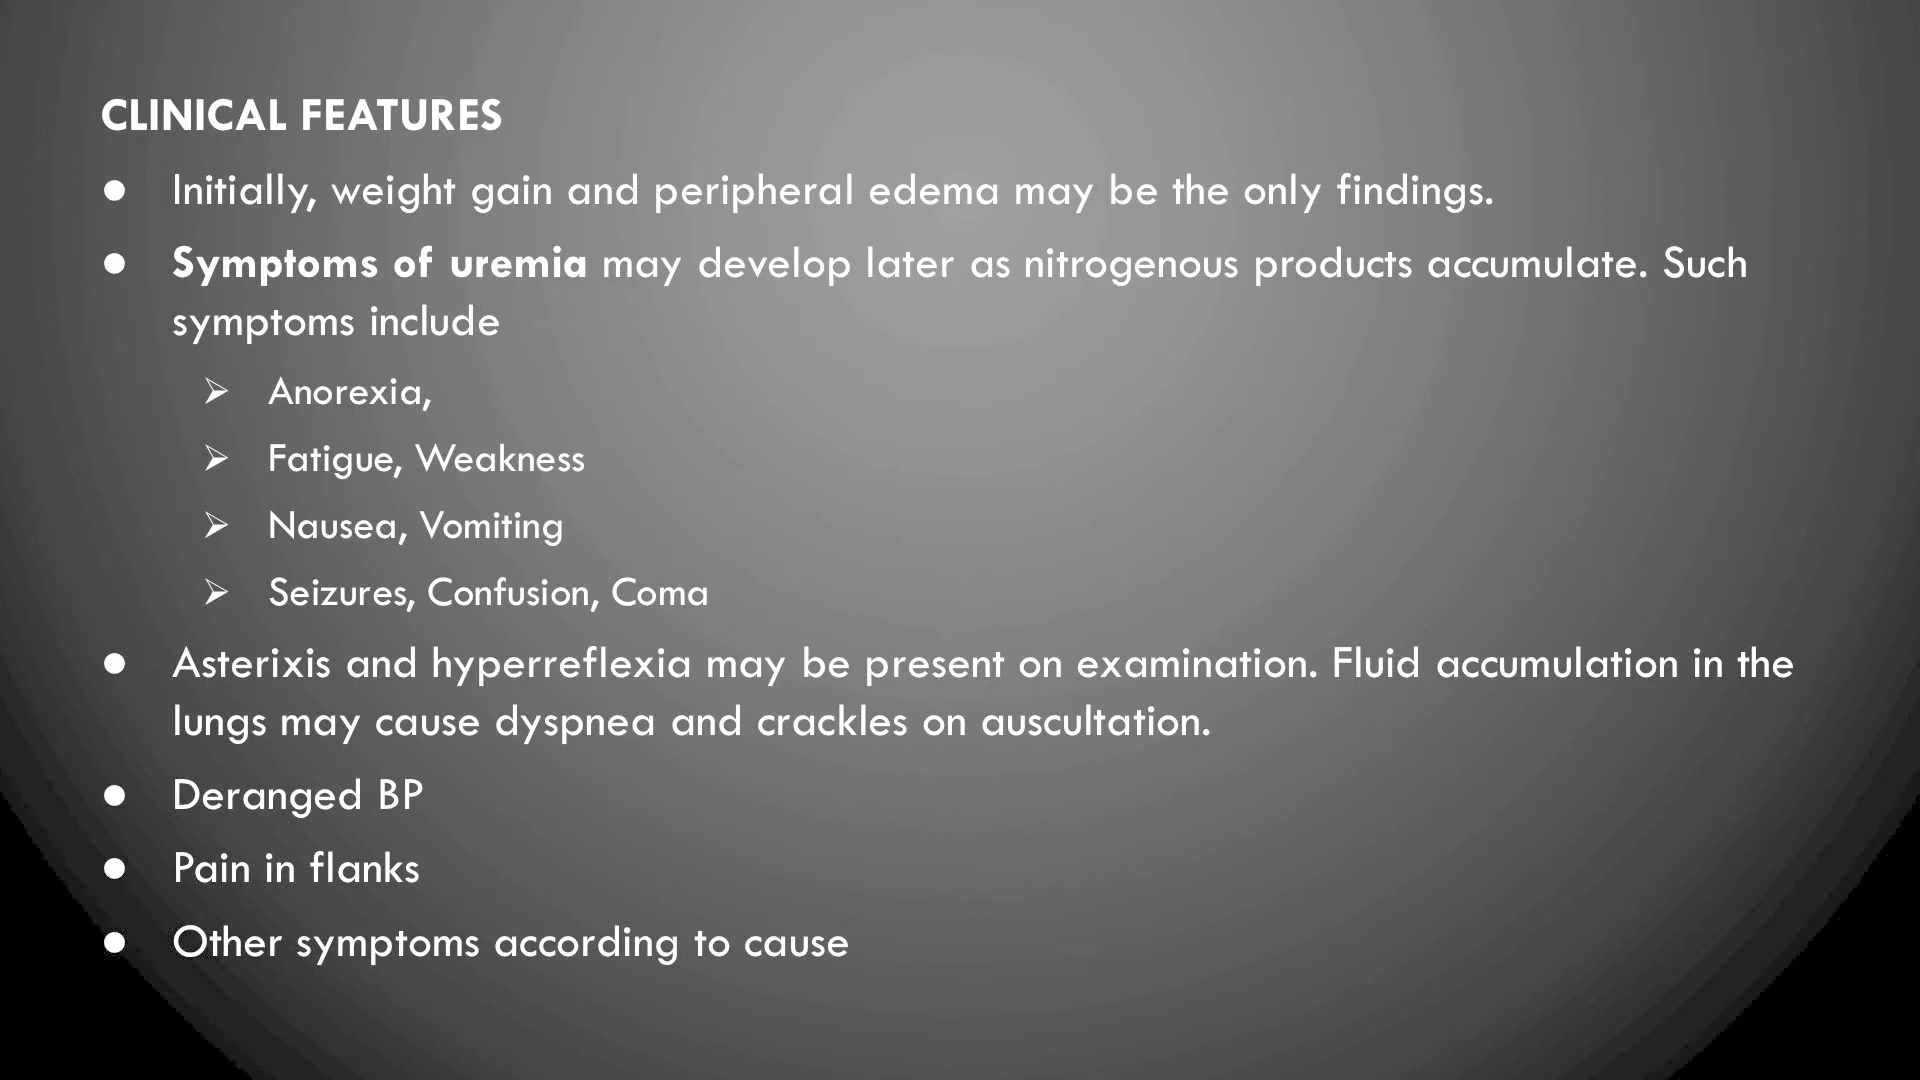 CLINICAL FEATURES
● Initially, weight gain and peripheral edema may be the only findings.
● Symptoms of uremia may develop later as nitrogenous products accumulate. Such
symptoms include
➢ Anorexia,
➢ Fatigue, Weakness
➢ Nausea, Vomiting
➢ Seizures, Confusion, Coma
● Asterixis and hyperreflexia may be present on examination. Fluid accumulation in the
lungs may cause dyspnea and crackles on auscultation.
● Deranged BP
● Pain in flanks
● Other symptoms according to cause